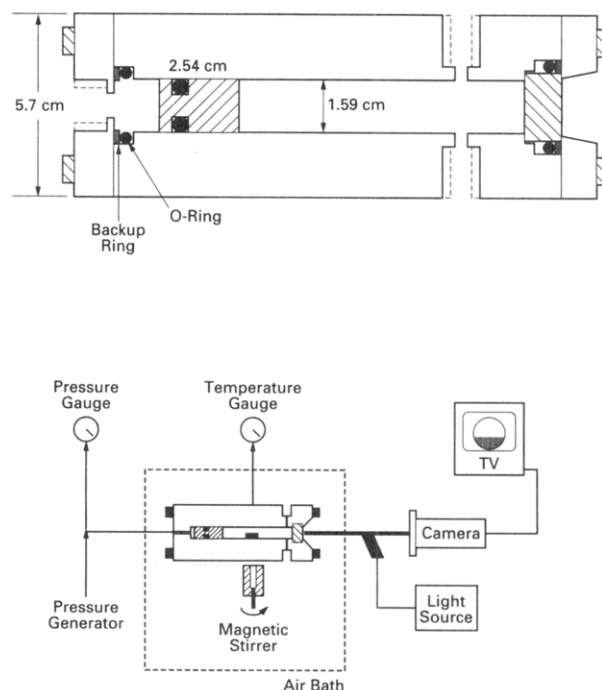 2.54 cm
5.7 cm
1.59 cm
O-Ring
Backup
Ring
Pressure
Gauge
Temperature
Gauge
TV
Camera
Pressure
Generator
Magnetic
Stirrer
Light
Source
Air Bath